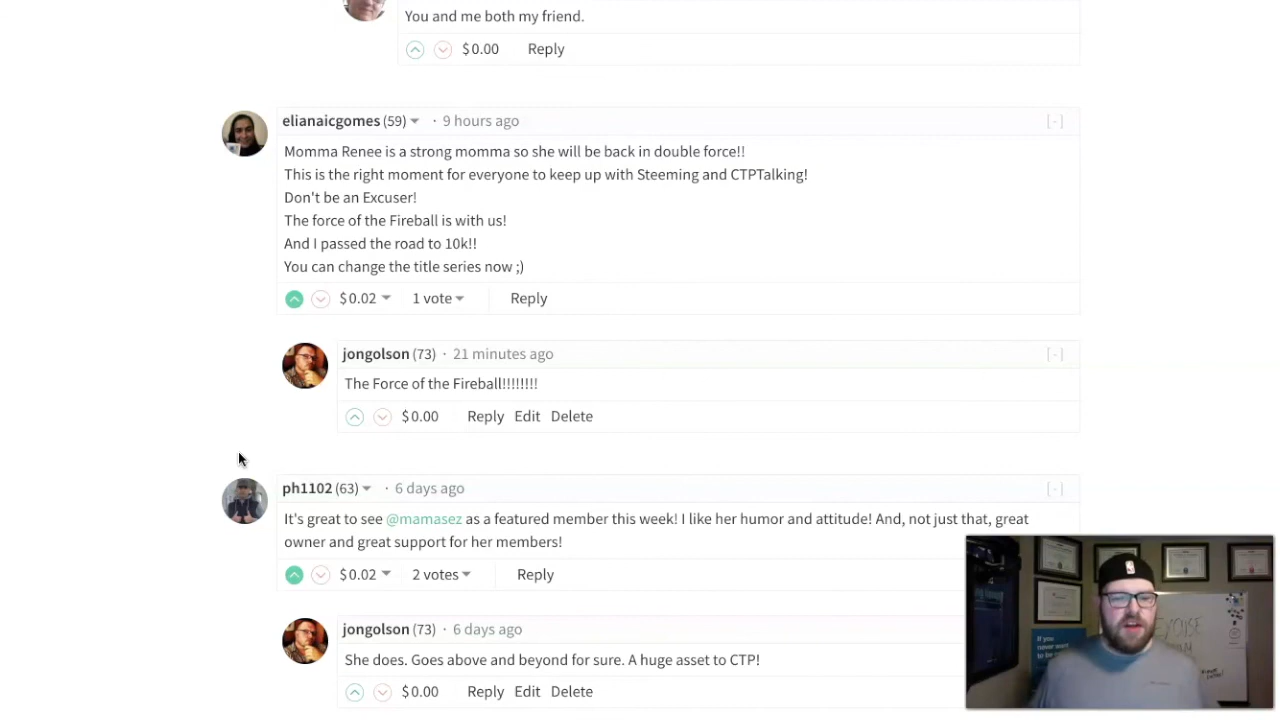 You and me both my friend.
$0.00 Reply
elianaicgomes (59) · 9 hours ago [-]
Momma Renee is a strong momma so she will be back in double force!!
This is the right moment for everyone to keep up with Steeming and CTPTalking!
Don't be an Excuser!
The force of the Fireball is with us!
And I passed the road to 10k!!
You can change the title series now ;)
$0.02 1 vote Reply
jongolson (73) · 21 minutes ago [-]
The Force of the Fireball!!!!!!!!
$0.00 Reply Edit Delete
ph1102 (63) · 6 days ago [-]
It's great to see @mamasez as a featured member this week! I like her humor and attitude! And, not just that, great
owner and great support for her members!
$0.02 2 votes Reply
jongolson (73) · 6 days ago
She does. Goes above and beyond for sure. A huge asset to CTP!
$0.00 Reply Edit Delete
If you
never want